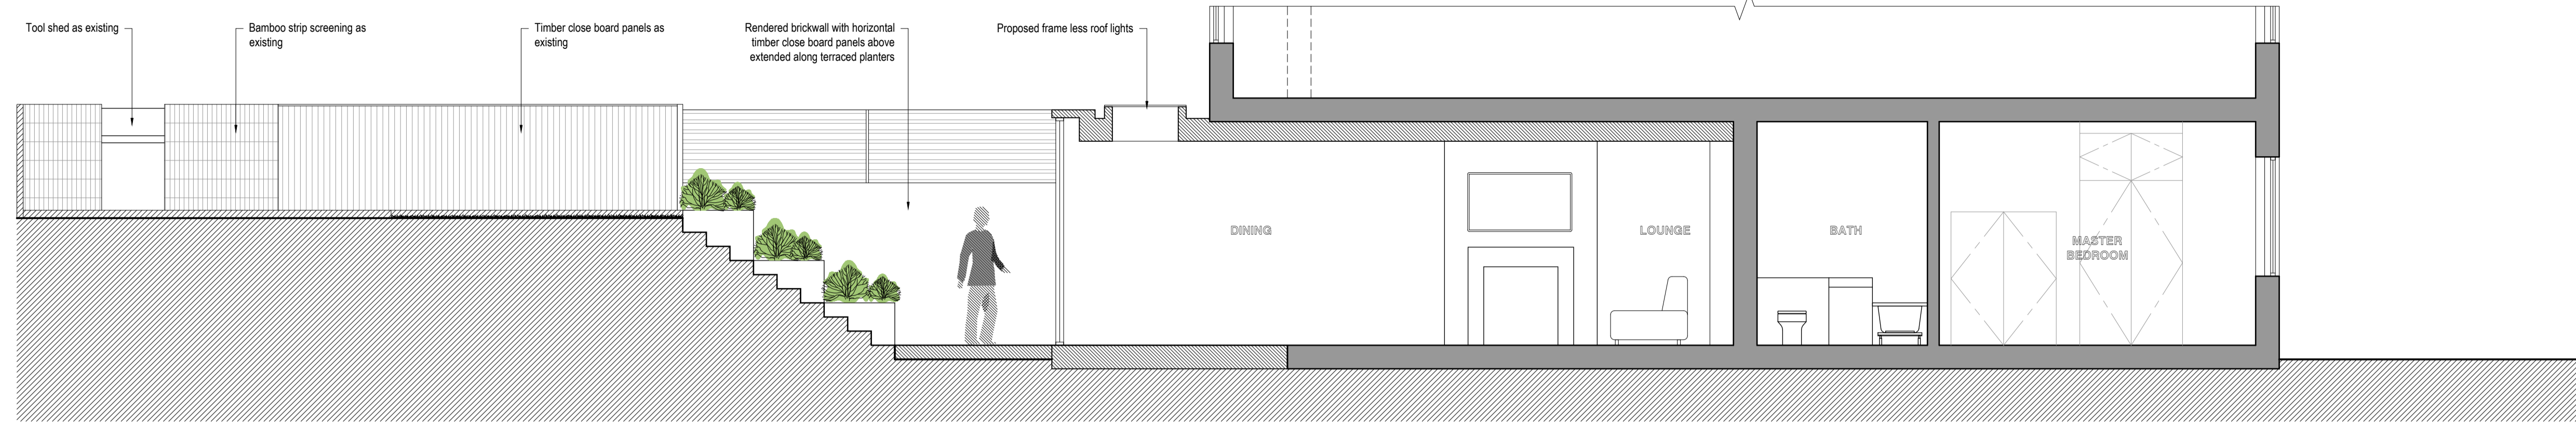 Tool shed as existing
Bamboo strip screening as
existing
Timber close board panels as
existing
Rendered brickwall with horizontal
timber close board panels above
extended along terraced planters
Proposed frame less roof lights
DINING
LOUNGE
BATH
MASTER
BEDROOM